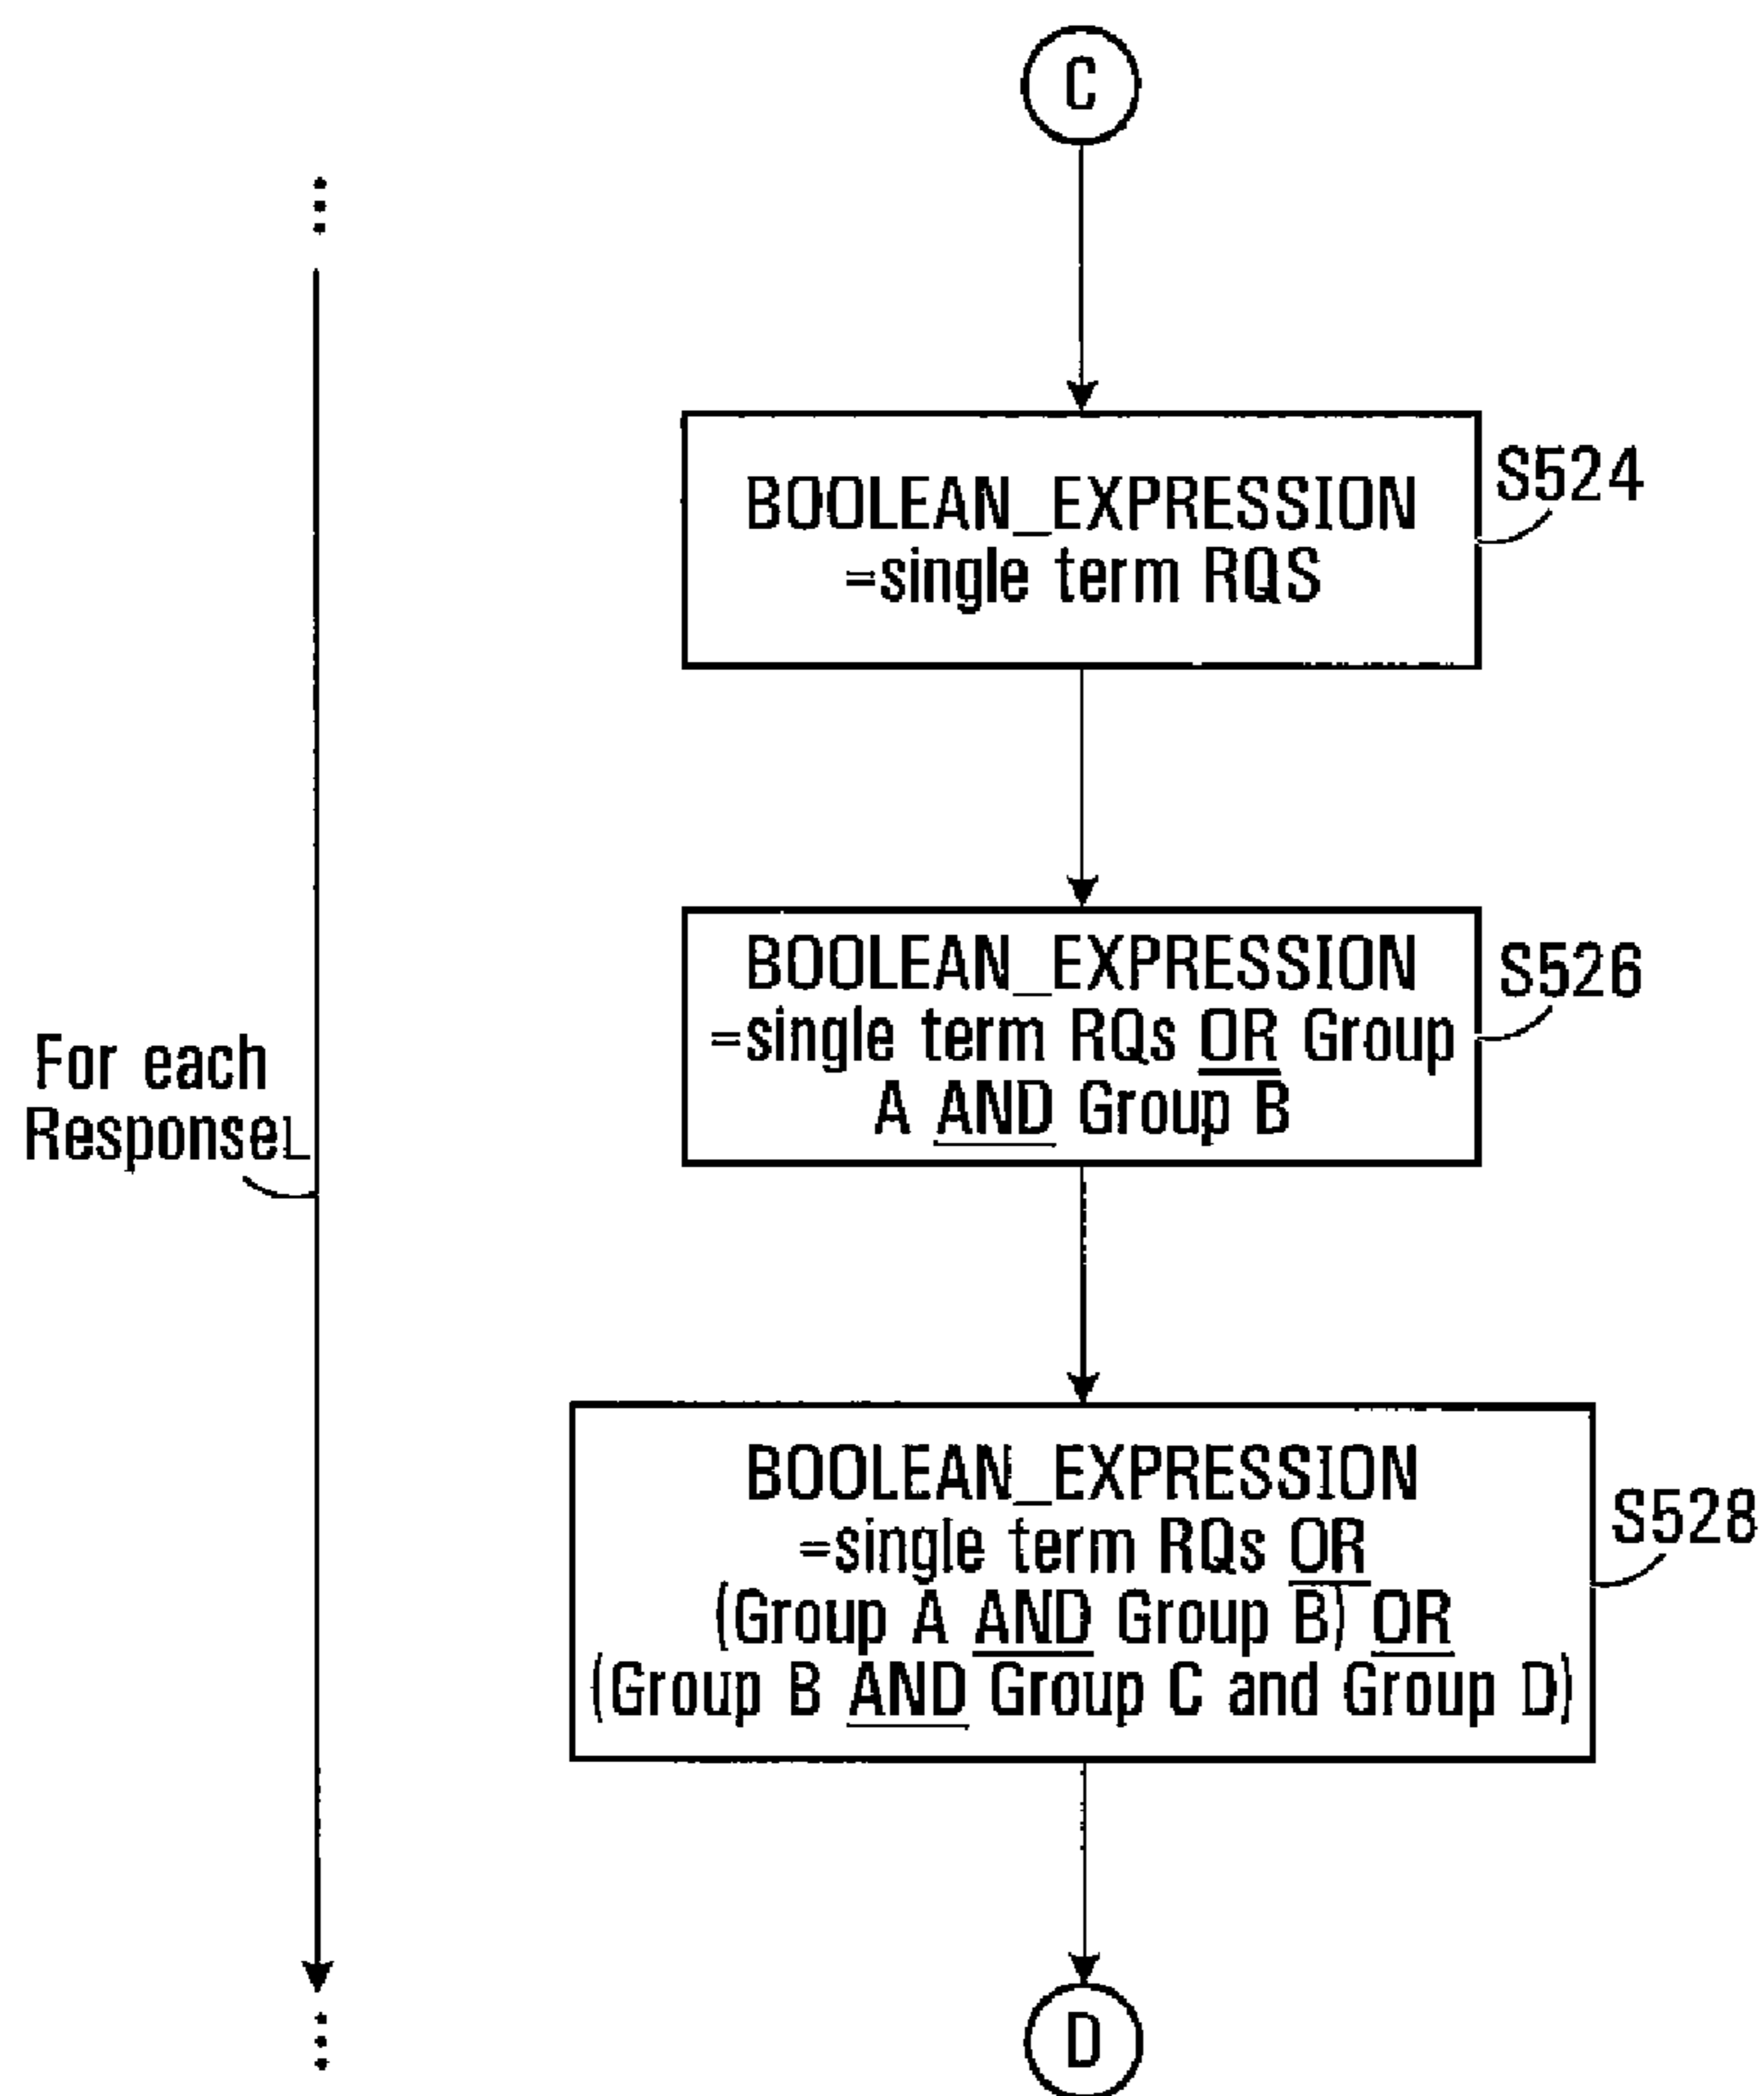 C
BOOLEAN_EXPRESSION
=single term RQS
S524
BOOLEAN_EXPRESSION
=single term RQs OR Group
A AND Group B
S526
For each
Response
BOOLEAN_EXPRESSION
=single term RQs OR
(Group A AND Group B) OR
(Group B AND Group C and Group D)
S528
D